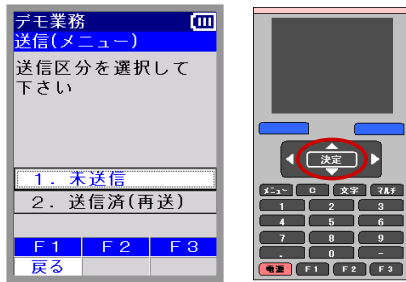 デモ業務
送信(メニュー)
送信区分を選択して
下さい
1. 未送信
2. 送信済(再送)
F1 F2 F3
戻る
決定
メニュー C 文字 マルチ
1 2 3
4 5 6
7 8 9
. 0 -
電源 F1 F2 F3